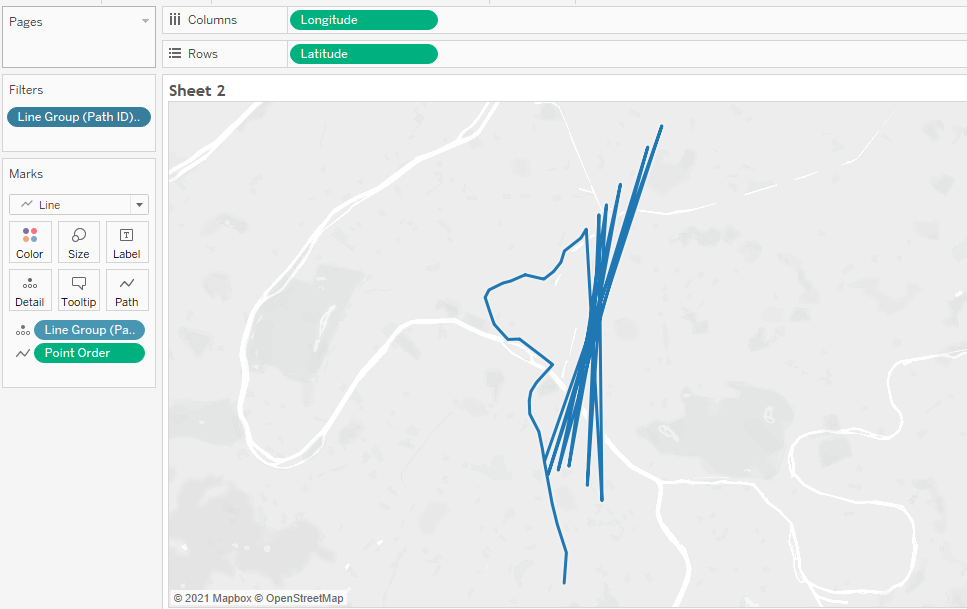 Pages
Columns
Longitude
Rows
Latitude
Filters
Line Group (Path ID)..
Sheet 2
Marks
Line
Color
Size
Label
Detail
Tooltip
Path
Line Group (Pa..
Point Order
© 2021 Mapbox © OpenStreetMap